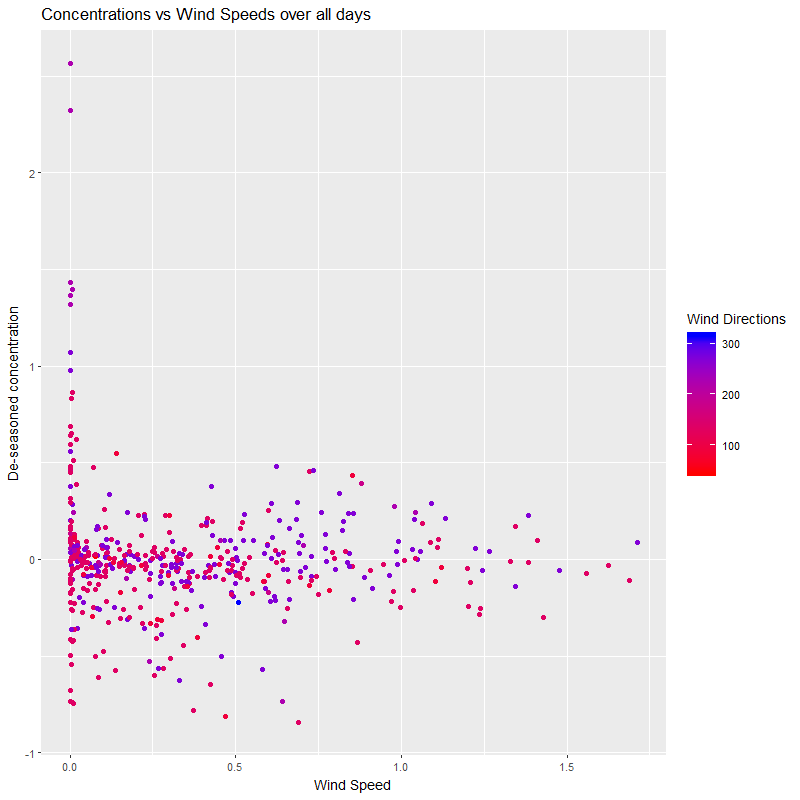 Concentrations vs Wind Speeds over all days
De-seasoned concentration
2
1
0
-1
0.0 0.5 1.0 1.5
Wind Speed
Wind Directions
300
200
100